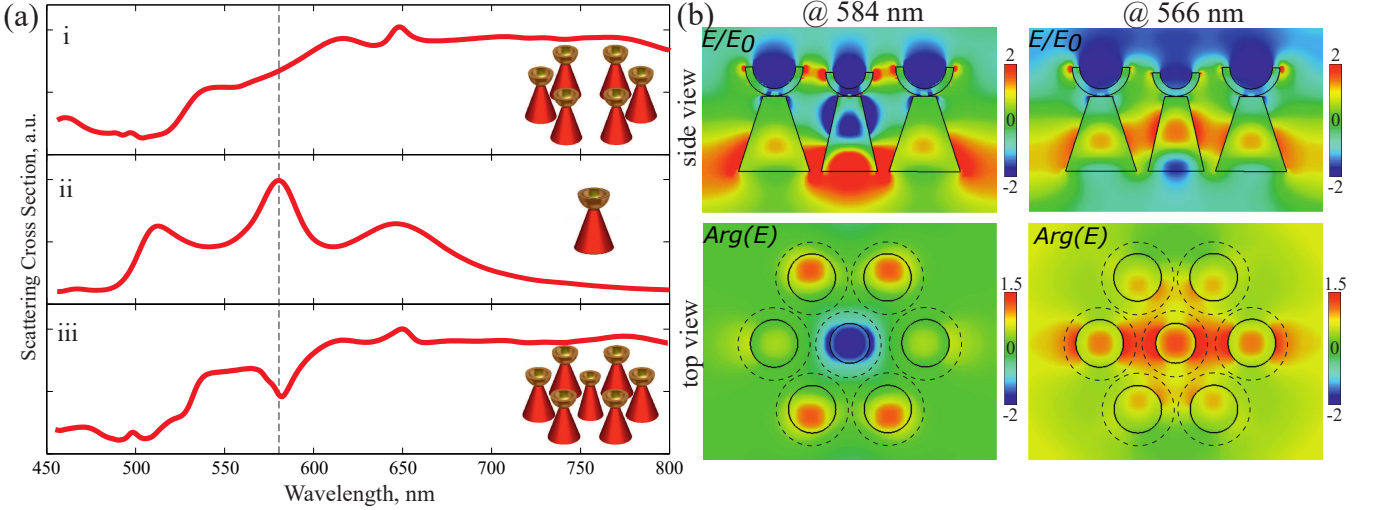 (a)
Scattering Cross Section, a.u.
i
ii
iii
450 500 550 600 650 700 750 800
Wavelength, nm
(b)
@ 584 nm
@ 566 nm
side view
E/E0
2
0
-2
E/E0
2
0
-2
top view
Arg(E)
1.5
0
-2
Arg(E)
1.5
0
-2